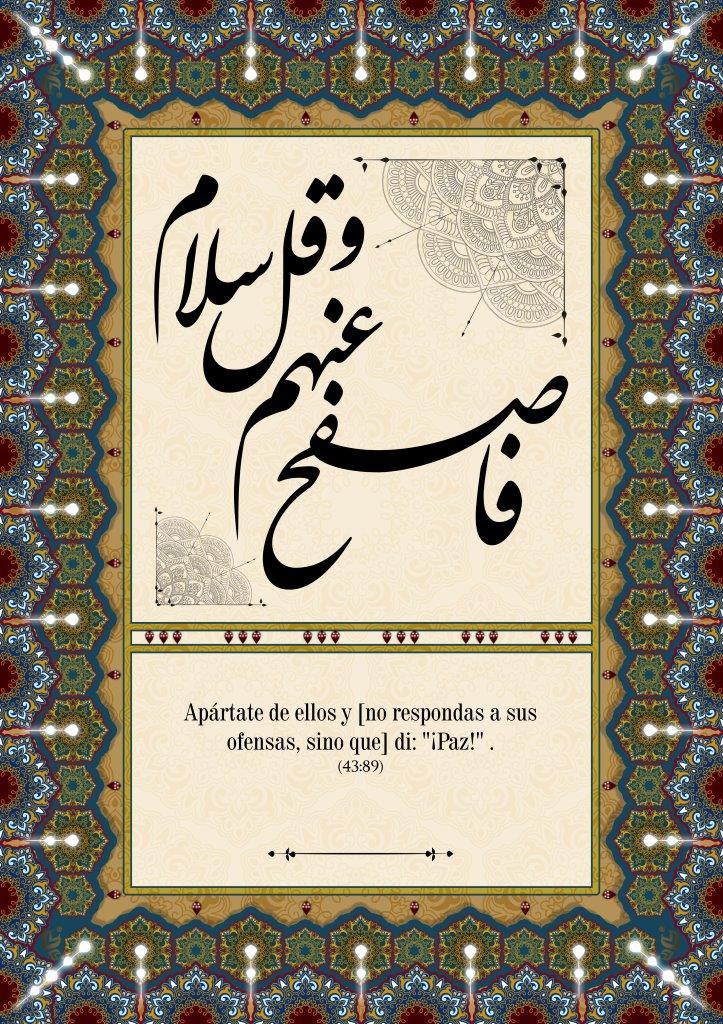 فاصفح
عنهم
وقل سلام
Apártate de ellos y [no respondas a sus
ofensas, sino que] di: "¡Paz!" .
(43:89)